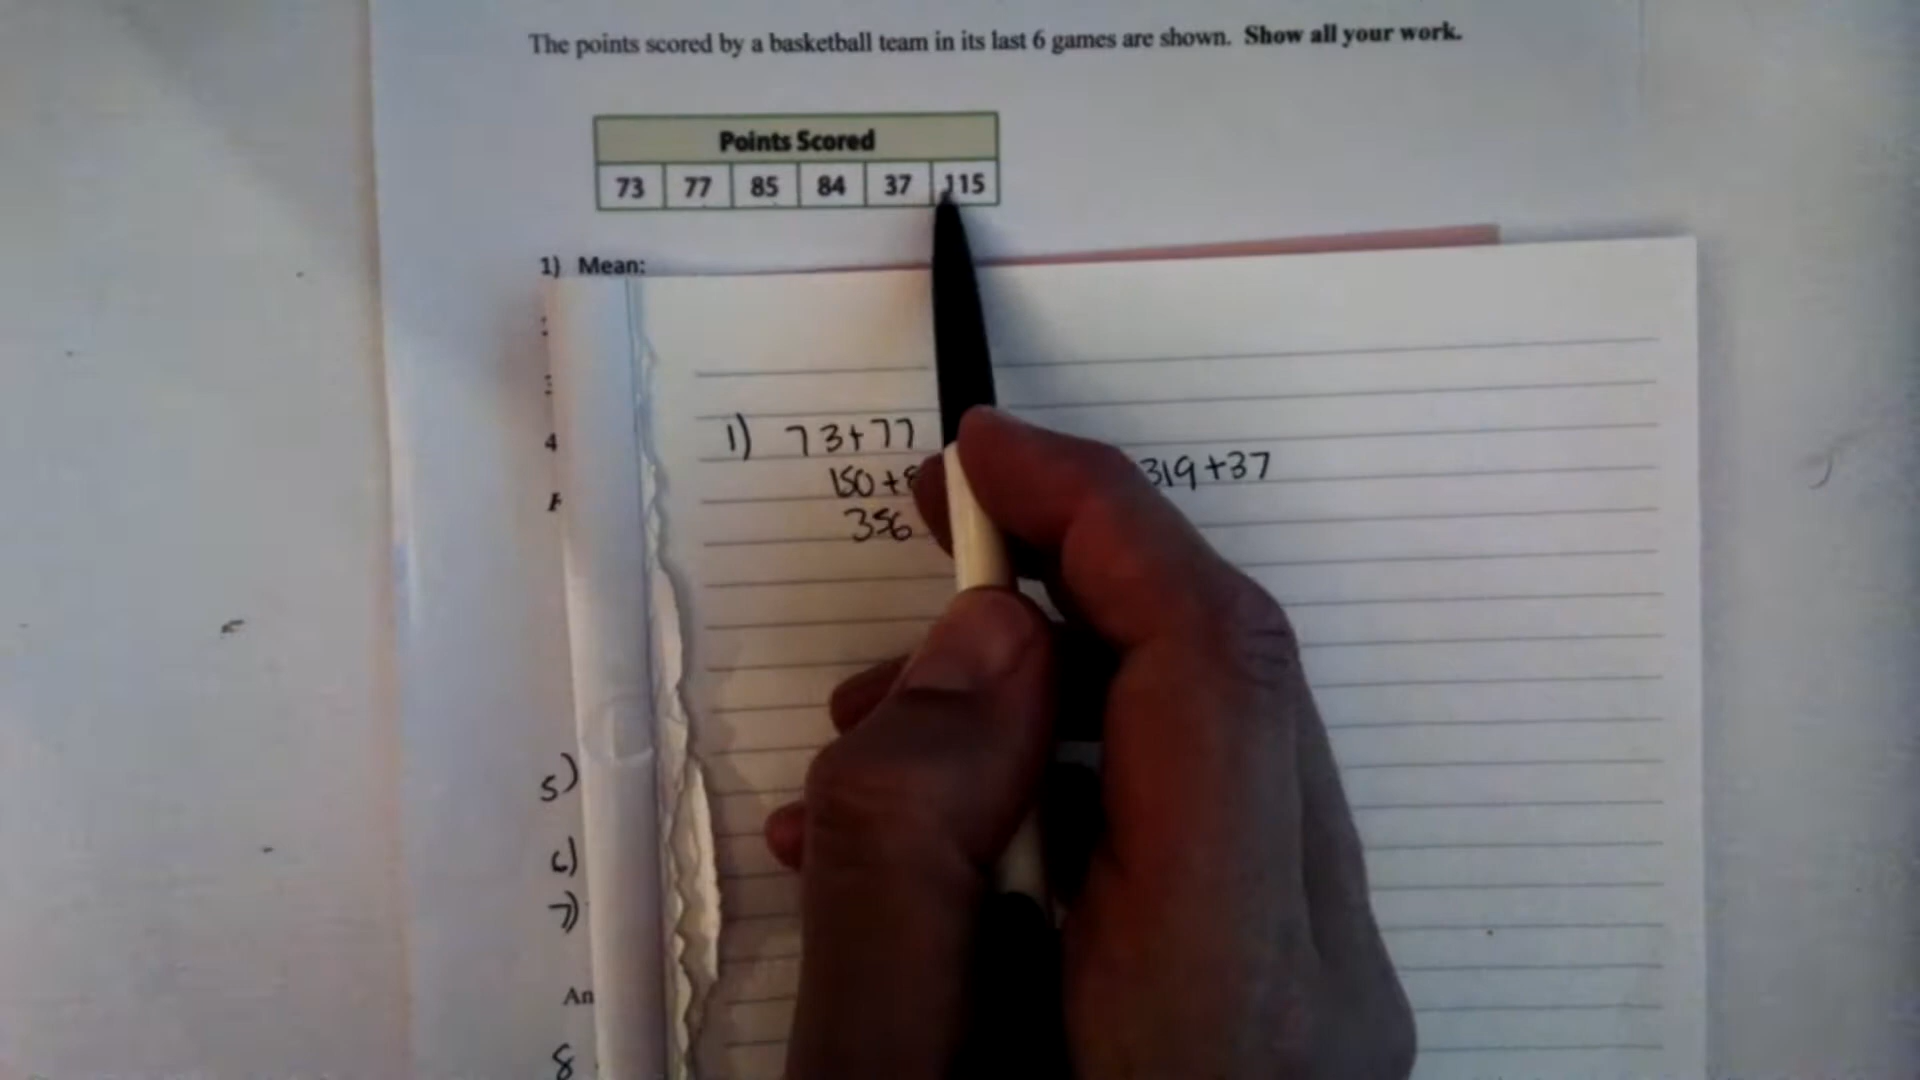 The points scored by a basketball team in its last 6 games are shown. Show all your work.
Points Scored
73 77 85 84 37 115
1) Mean:
4
1) 73+77
150+8
319+37
356
5)
6)
7)
An
8